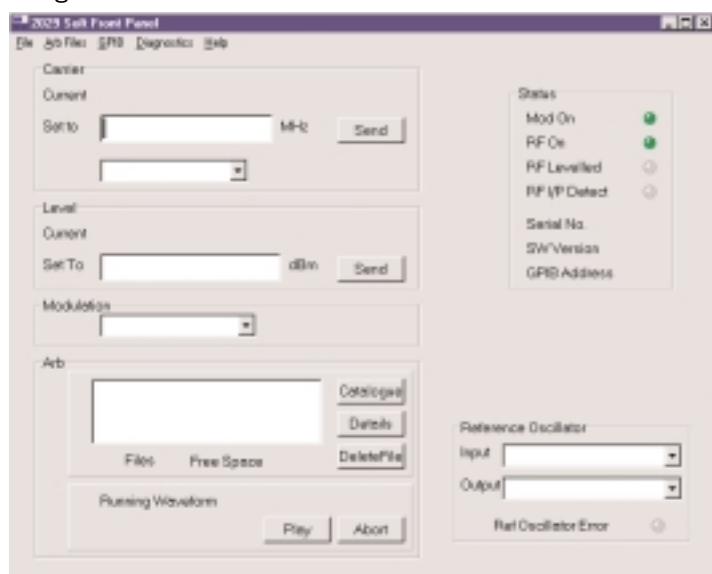 2029 Soft Front Panel
File Arb Files GPIB Diagnostics Help
Carrier
Current
Set to MHz Send
Level
Current
Set To dBm Send
Modulation
Arb
Catalogue
Details
DeleteFile
Files Free Space
Running Waveform
Play Abort
Status
Mod On
RF On
RF Levelled
RF I/P Detect
Serial No.
SW Version
GPIB Address
Reference Oscillator
Input
Output
Ref Oscillator Error